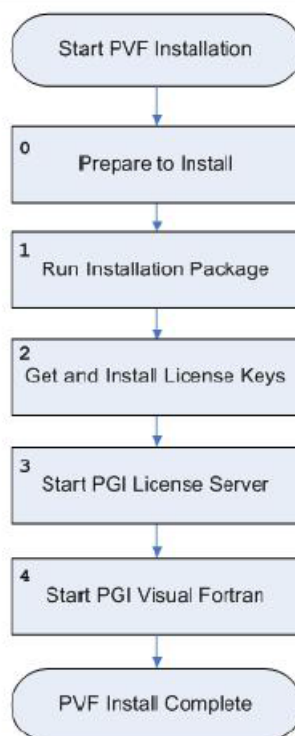 Start PVF Installation
0
Prepare to Install
1
Run Installation Package
2
Get and Install License Keys
3
Start PGI License Server
4
Start PGI Visual Fortran
PVF Install Complete